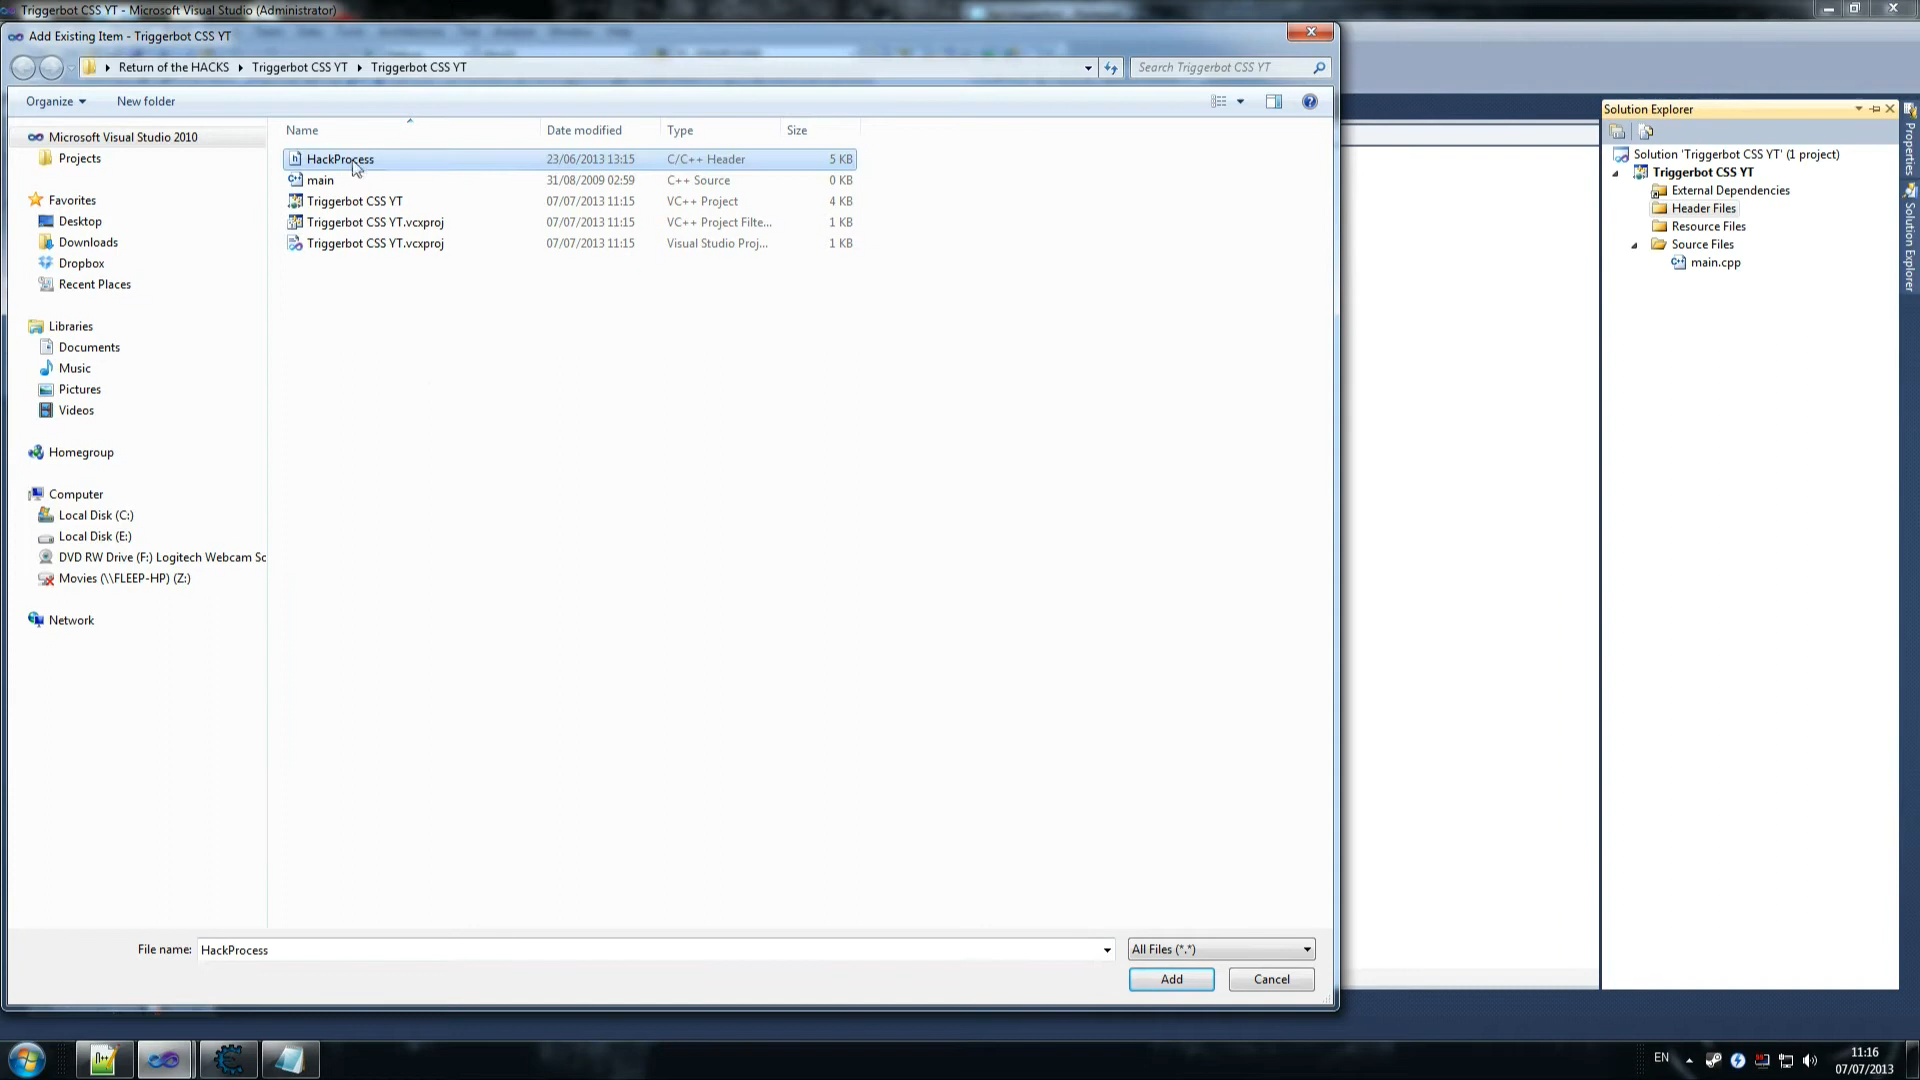 Triggerbot CSS YT - Microsoft Visual Studio (Administrator)
Add Existing Item - Triggerbot CSS YT
Return of the HACKS
Triggerbot CSS YT
Triggerbot CSS YT
Search Triggerbot CSS YT
Organize
New folder
Microsoft Visual Studio 2010
Projects
Favorites
Desktop
Downloads
Dropbox
Recent Places
Libraries
Documents
Music
Pictures
Videos
Homegroup
Computer
Local Disk (C:)
Local Disk (E:)
DVD RW Drive (F:) Logitech Webcam Sc
Movies (\\FLEEP-HP) (Z:)
Network
Name Date modified Type Size
HackProcess 23/06/2013 13:15 C/C++ Header 5 KB
main 31/08/2009 02:59 C++ Source 0 KB
Triggerbot CSS YT 07/07/2013 11:15 VC++ Project 4 KB
Triggerbot CSS YT.vcxproj 07/07/2013 11:15 VC++ Project Filte... 1 KB
Triggerbot CSS YT.vcxproj 07/07/2013 11:15 Visual Studio Proj... 1 KB
File name: HackProcess
All Files (*.*)
Add
Cancel
Solution Explorer
Solution 'Triggerbot CSS YT' (1 project)
Triggerbot CSS YT
External Dependencies
Header Files
Resource Files
Source Files
main.cpp
Properties
Solution Explorer
EN
11:16
07/07/2013